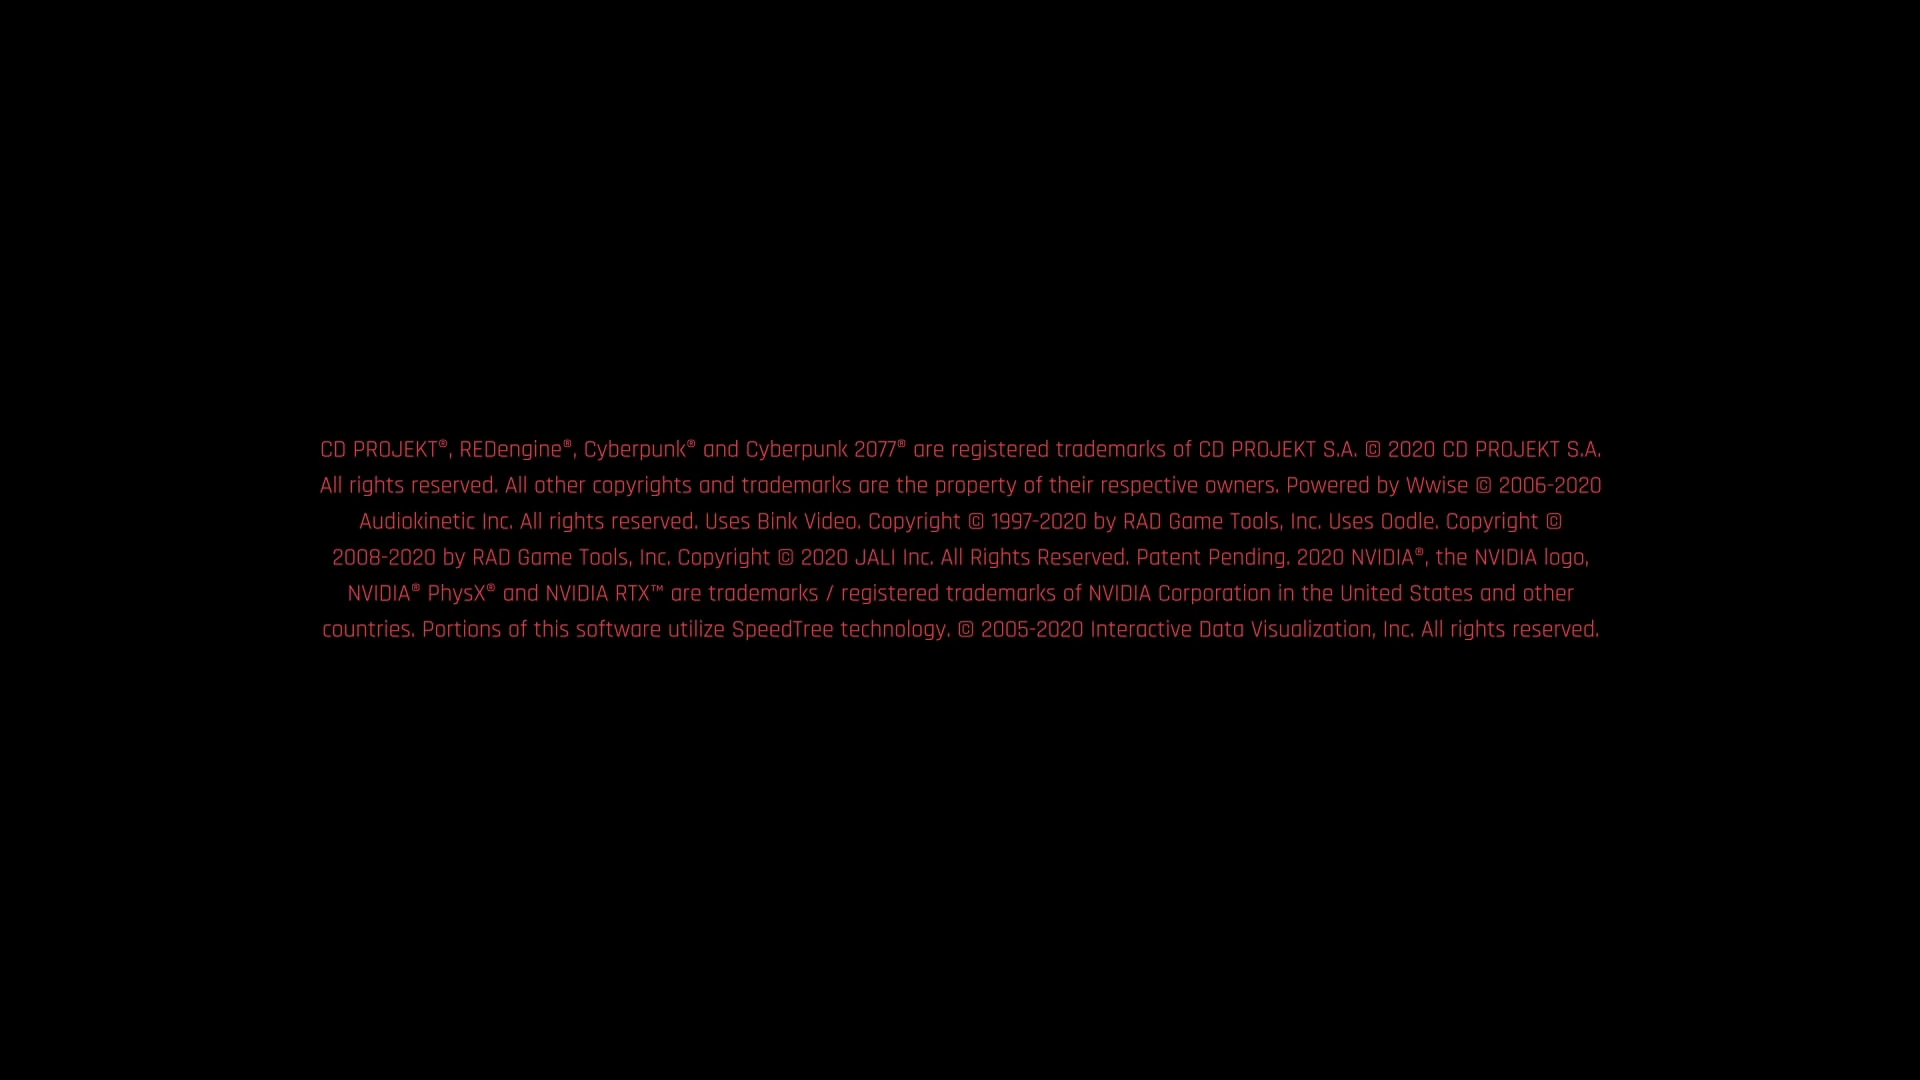 CD PROJEKT®, REDengine®, Cyberpunk® and Cyberpunk 2077® are registered trademarks of CD PROJEKT S.A. © 2020 CD PROJEKT S.A.
All rights reserved. All other copyrights and trademarks are the property of their respective owners. Powered by Wwise © 2006-2020
Audiokinetic Inc. All rights reserved. Uses Bink Video. Copyright © 1997-2020 by RAD Game Tools, Inc. Uses Oodle. Copyright ©
2008-2020 by RAD Game Tools, Inc. Copyright © 2020 JALI Inc. All Rights Reserved. Patent Pending. 2020 NVIDIA®, the NVIDIA logo,
NVIDIA® PhysX® and NVIDIA RTX™ are trademarks / registered trademarks of NVIDIA Corporation in the United States and other
countries. Portions of this software utilize SpeedTree technology. © 2005-2020 Interactive Data Visualization, Inc. All rights reserved.